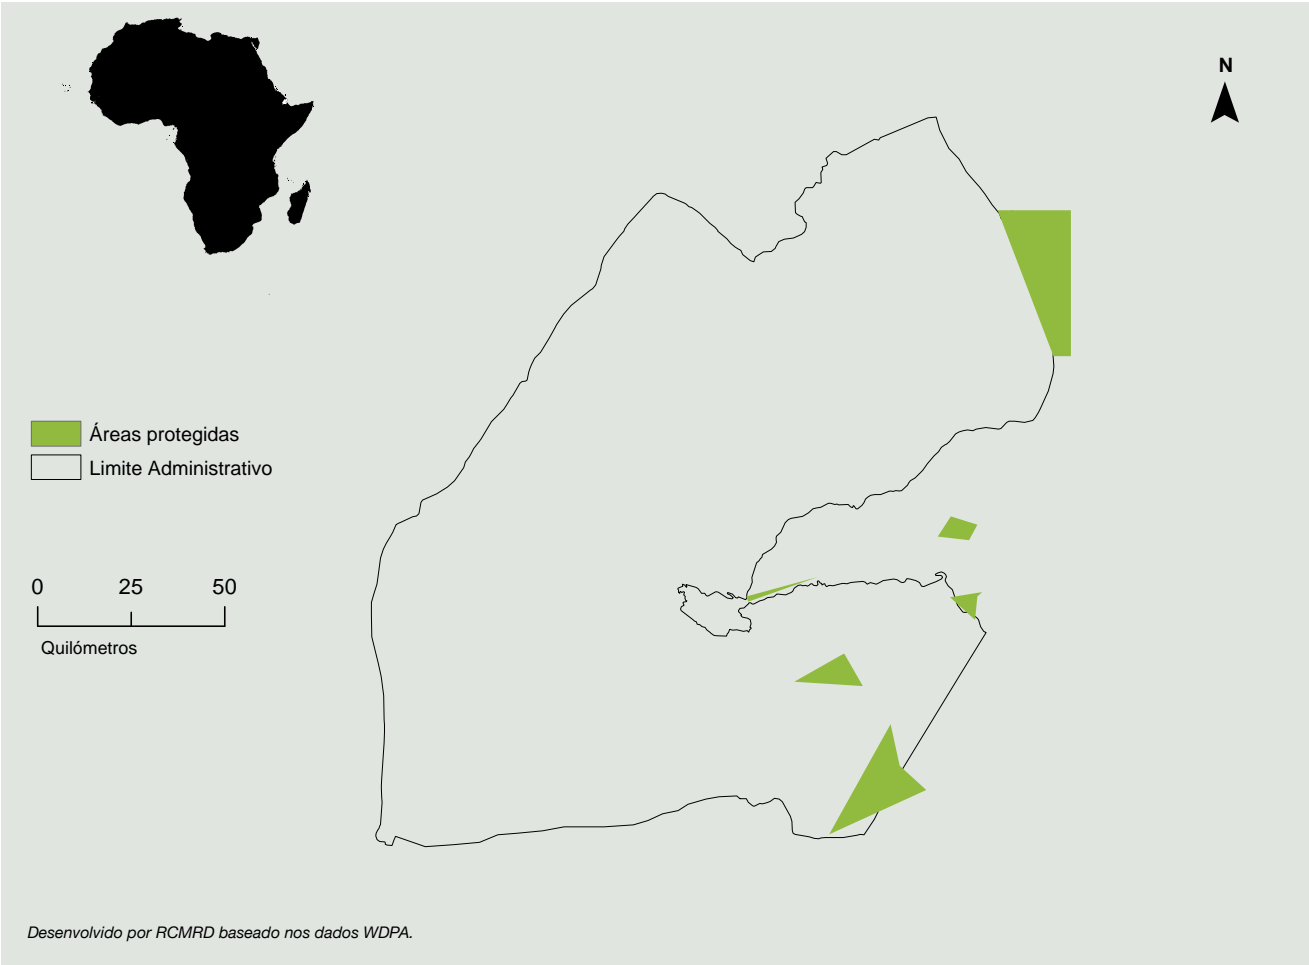 N
Áreas protegidas
Limite Administrativo
0 25 50
Quilómetros
Desenvolvido por RCMRD baseado nos dados WDPA.